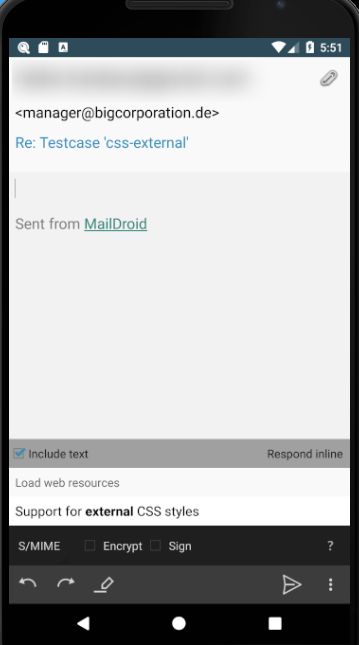 5:51
<manager@bigcorporation.de>
Re: Testcase 'css-external'
Sent from MailDroid
Include text Respond inline
Load web resources
Support for external CSS styles
S/MIME Encrypt Sign ?